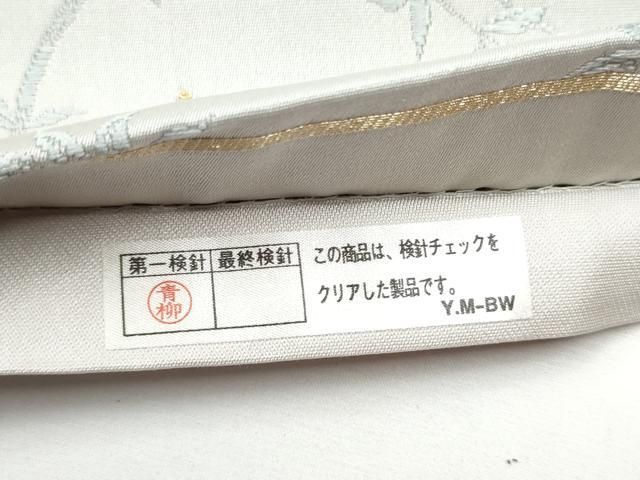 第一検針 最終検針
青柳
この商品は、検針チェックを
クリアした製品です。
Y.M-BW